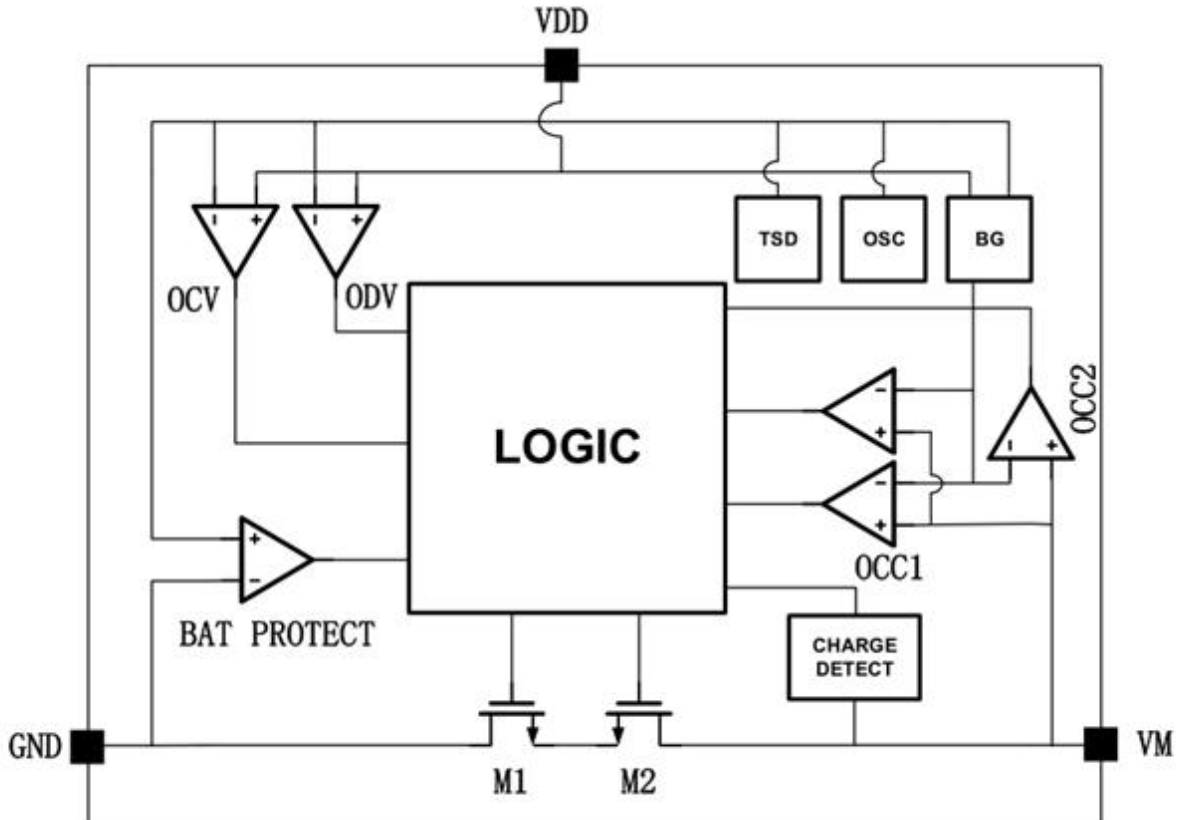 VDD
TSD
OSC
BG
- +
- +
OCV
ODV
LOGIC
-
+
OCC2
- +
-
+
OCC1
+
-
BAT PROTECT
CHARGE
DETECT
GND
M1
M2
VM